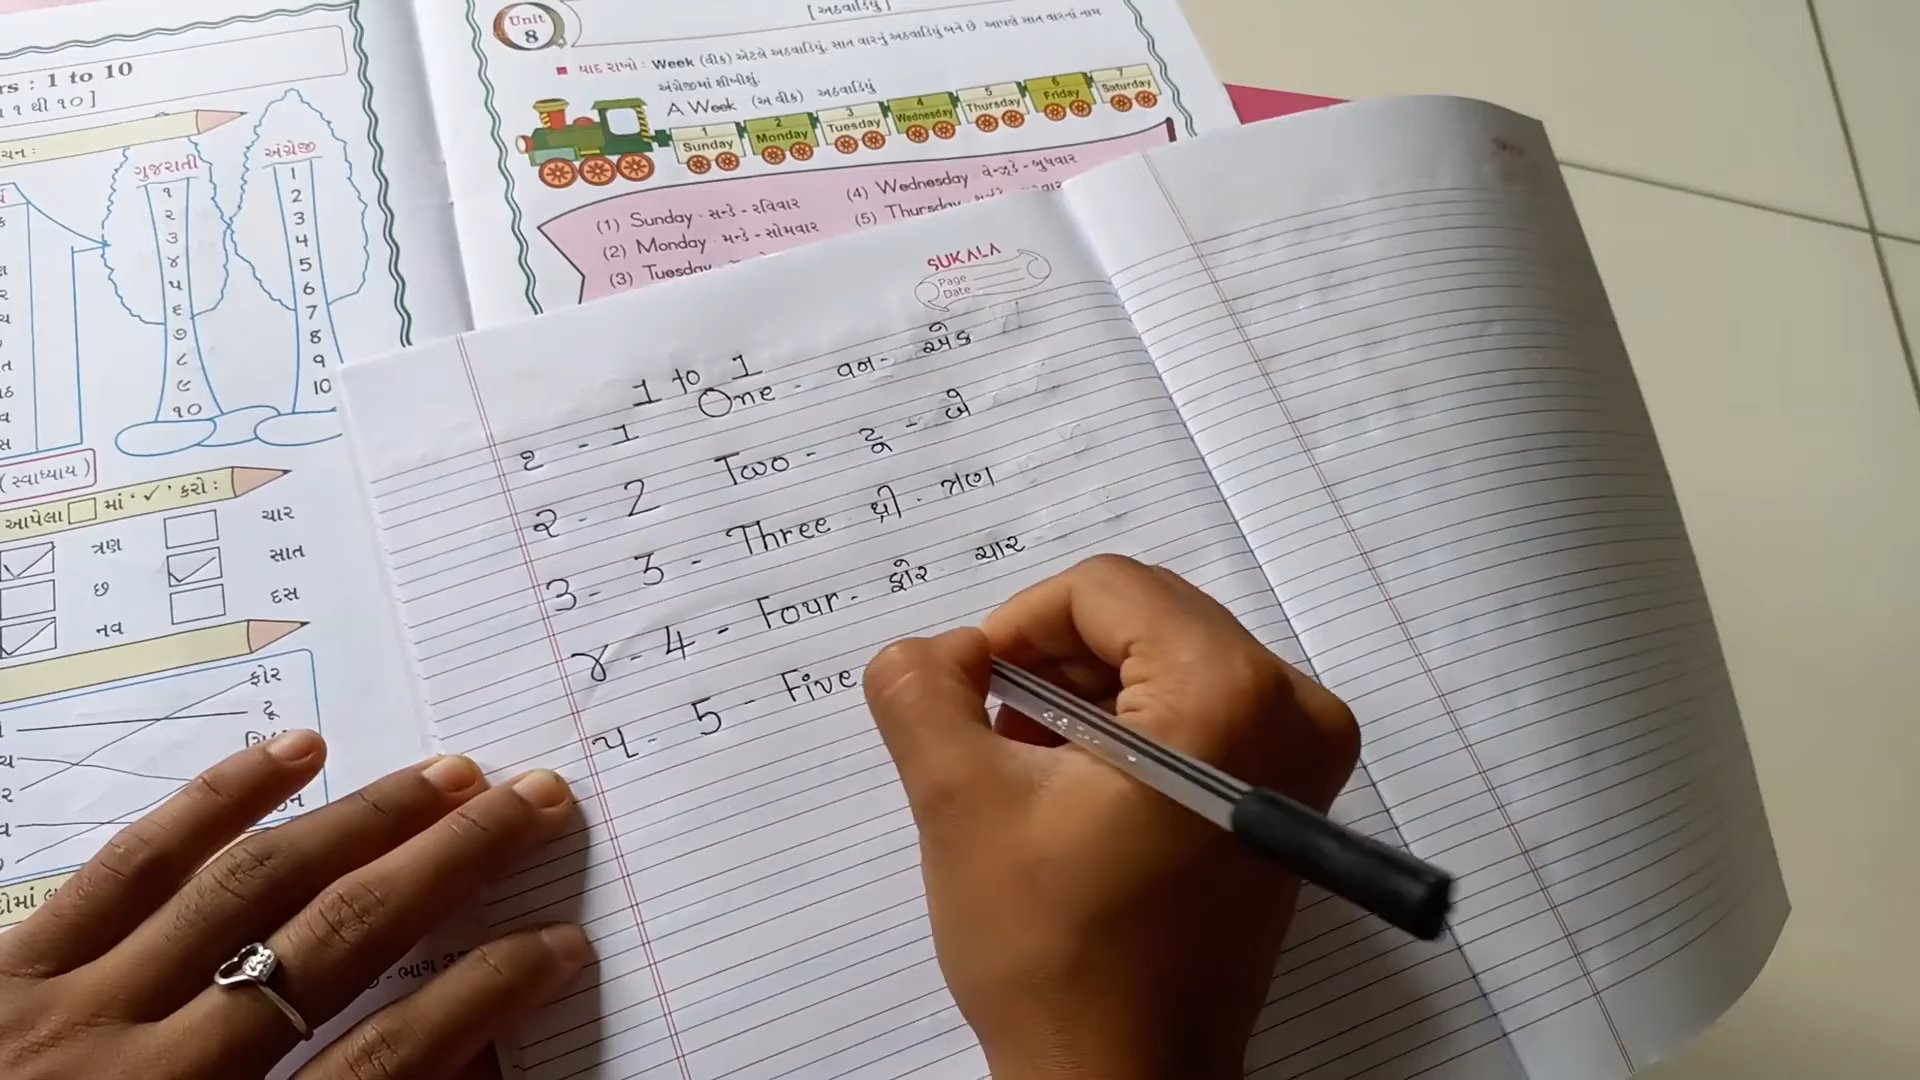 rs : 1 to 10
૧ થી ૧૦ ]
ગુજરાતી
૧
૨
૩
૪
૫
૬
૭
૮
૯
૧૦
અંગ્રેજી
1
2
3
4
5
6
7
8
9
10
( સ્વાધ્યાય )
આપેલા માં ' ✓ ' કરો :
ત્રણ ચાર
છ સાત
નવ દસ
ફોર
ટૂ
Unit 8
[ અઠવાડિયું ]
■ યાદ રાખો : Week (વીક) એટલે અઠવાડિયું. સાત વારનું અઠવાડિયું બને છે. આપણે સાત વારનાં નામ
અંગ્રેજીમાં શીખીશું.
A Week (અ વીક) અઠવાડિયું
1 Sunday
2 Monday
3 Tuesday
4 Wednesday
5 Thursday
6 Friday
7 Saturday
(1) Sunday - સન્ડે - રવિવાર
(2) Monday - મન્ડે - સોમવાર
(3) Tuesday
(4) Wednesday વેન્ઝ્ડે - બુધવાર
(5) Thursday
SUKALA
Page
Date
1 to 1
૧ - 1 One - વન - એક
૨ - 2 Two - ટૂ - બે
૩ - 3 - Three થ્રી - ત્રણ
૪ - 4 - Four - ફોર ચાર
૫ - 5 - Five